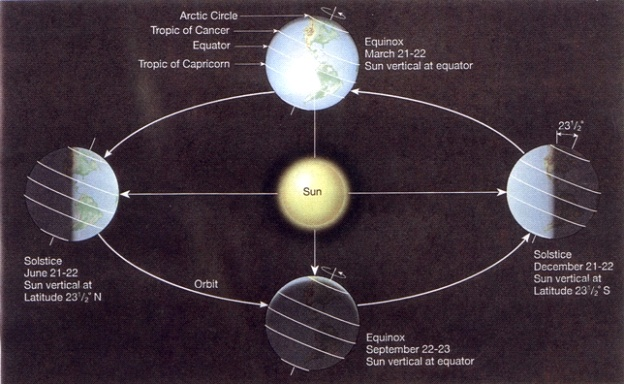 Arctic Circle
Tropic of Cancer
Equator
Tropic of Capricorn
Equinox
March 21-22
Sun vertical at equator
23½°
Sun
Solstice
June 21-22
Sun vertical at
Latitude 23½° N
Orbit
Solstice
December 21-22
Sun vertical at
Latitude 23½° S
Equinox
September 22-23
Sun vertical at equator